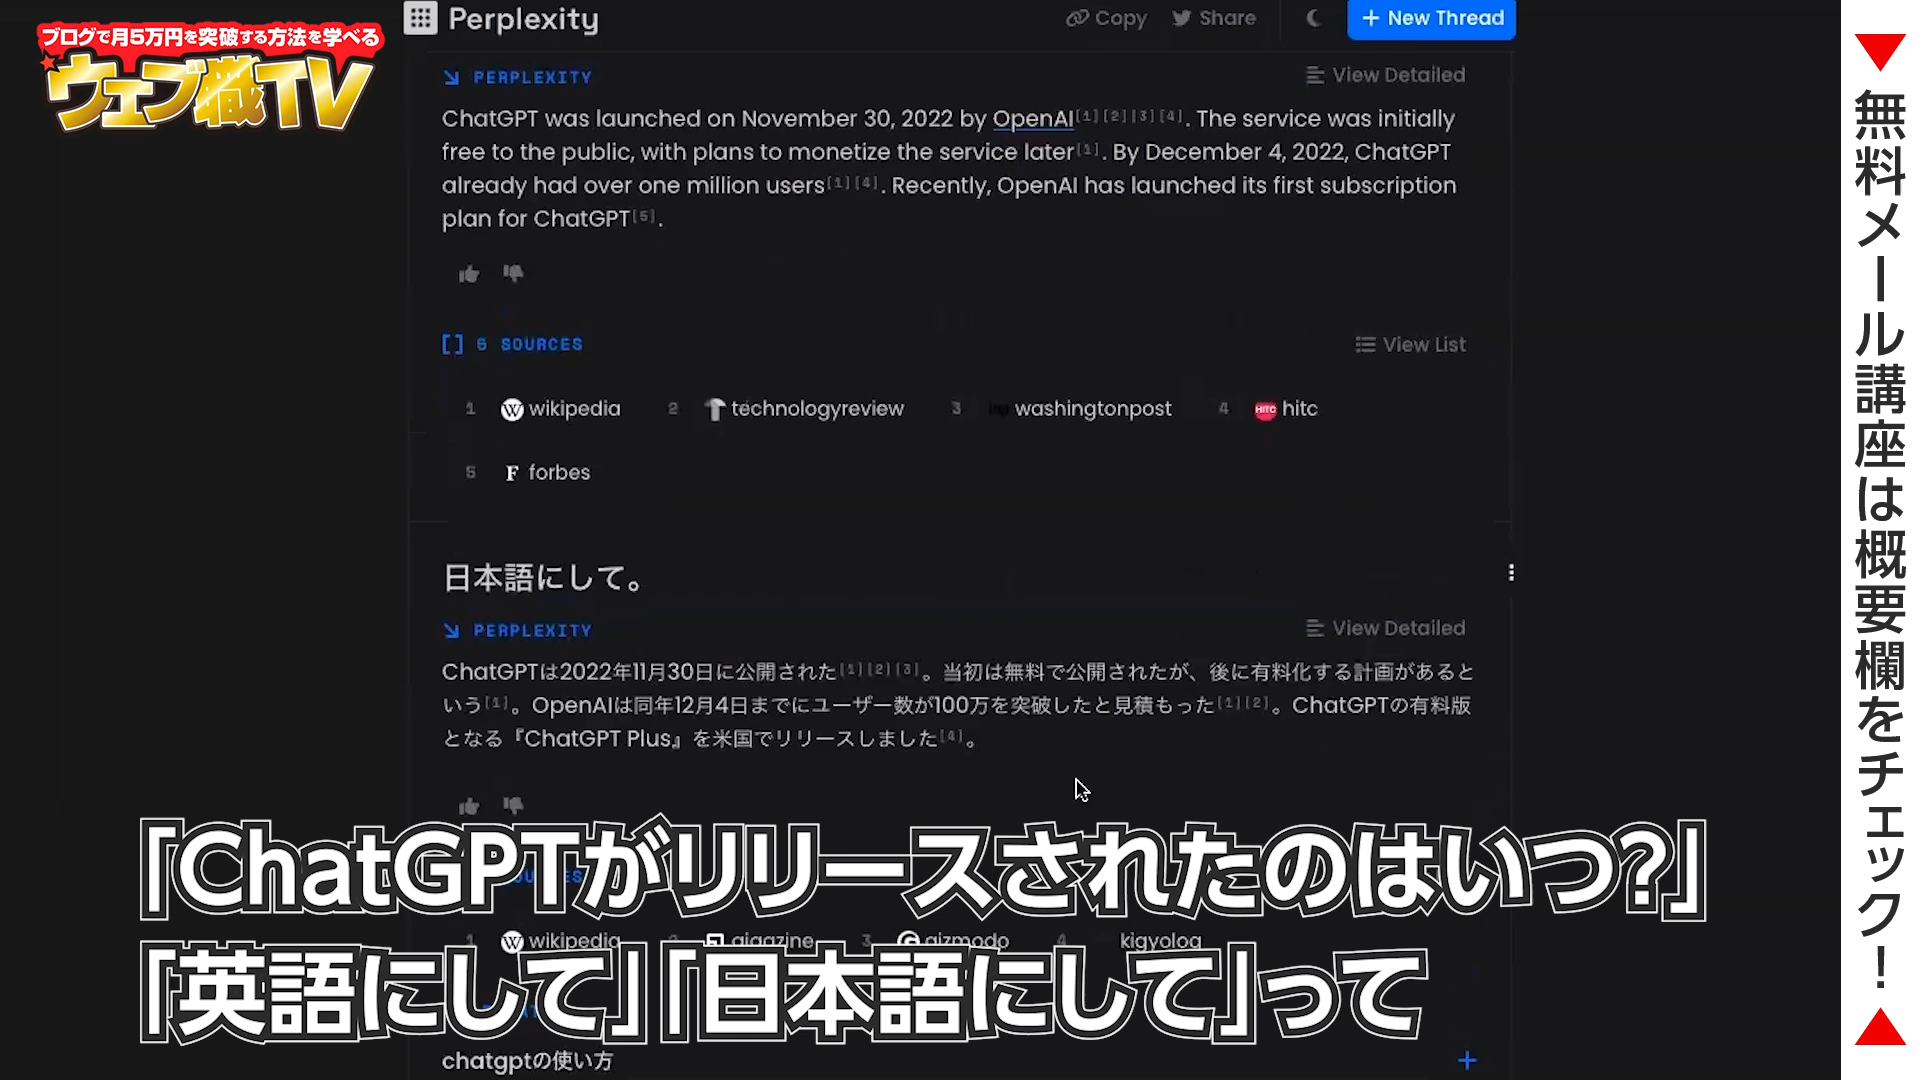 ブログで月5万円を突破する方法を学べる
ウェブ職TV
Perplexity
Copy
Share
+ New Thread
PERPLEXITY
View Detailed
ChatGPT was launched on November 30, 2022 by OpenAI[1][2][3][4]. The service was initially
free to the public, with plans to monetize the service later[1]. By December 4, 2022, ChatGPT
already had over one million users[1][4]. Recently, OpenAI has launched its first subscription
plan for ChatGPT[5].
[] 5 SOURCES
View List
1 wikipedia 2 technologyreview 3 washingtonpost 4 hitc
5 forbes
日本語にして。
PERPLEXITY
View Detailed
ChatGPTは2022年11月30日に公開された[1][2][3]。当初は無料で公開されたが、後に有料化する計画があると
いう[1]。OpenAIは同年12月4日までにユーザー数が100万を突破したと見積もった[1][2]。ChatGPTの有料版
となる『ChatGPT Plus』を米国でリリースしました[4]。
「ChatGPTがリリースされたのはいつ?」
1 wikipedia 2 gigazine 3 gizmodo 4 kigyolog
「英語にして」「日本語にして」って
chatgptの使い方
無料メール講座は概要欄をチェック!